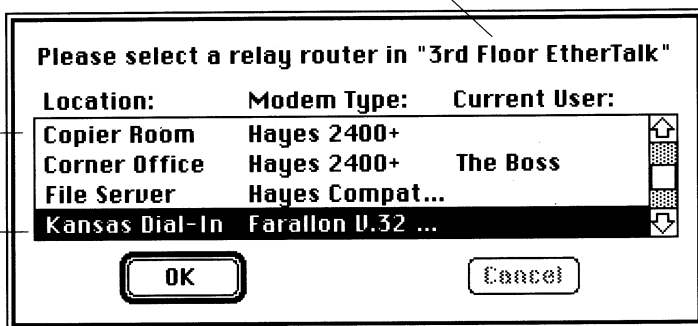 Please select a relay router in "3rd Floor EtherTalk"
Location: Modem Type: Current User:
Copier Room Hayes 2400+
Corner Office Hayes 2400+ The Boss
File Server Hayes Compat...
Kansas Dial-In Farallon V.32 ...
OK Cancel